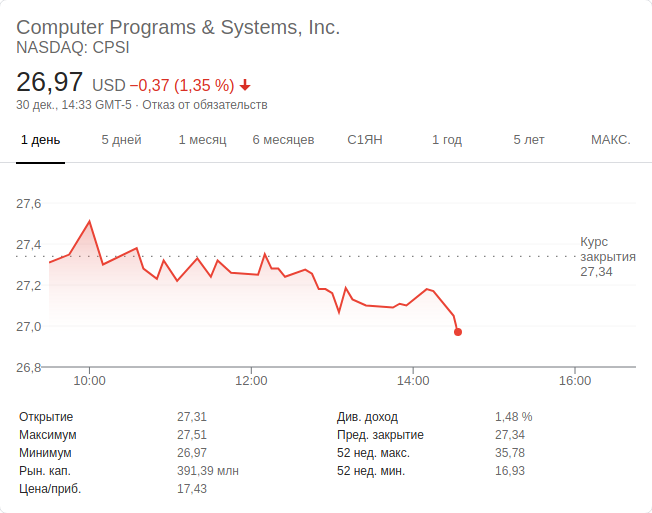 Computer Programs & Systems, Inc.
NASDAQ: CPSI
26,97 USD −0,37 (1,35 %)
30 дек., 14:33 GMT-5 · Отказ от обязательств
1 день 5 дней 1 месяц 6 месяцев С1ЯН 1 год 5 лет МАКС.
27,6
27,4
27,2
27,0
26,8
Курс
закрытия
27,34
10:00 12:00 14:00 16:00
Открытие 27,31
Максимум 27,51
Минимум 26,97
Рын. кап. 391,39 млн
Цена/приб. 17,43
Див. доход 1,48 %
Пред. закрытие 27,34
52 нед. макс. 35,78
52 нед. мин. 16,93